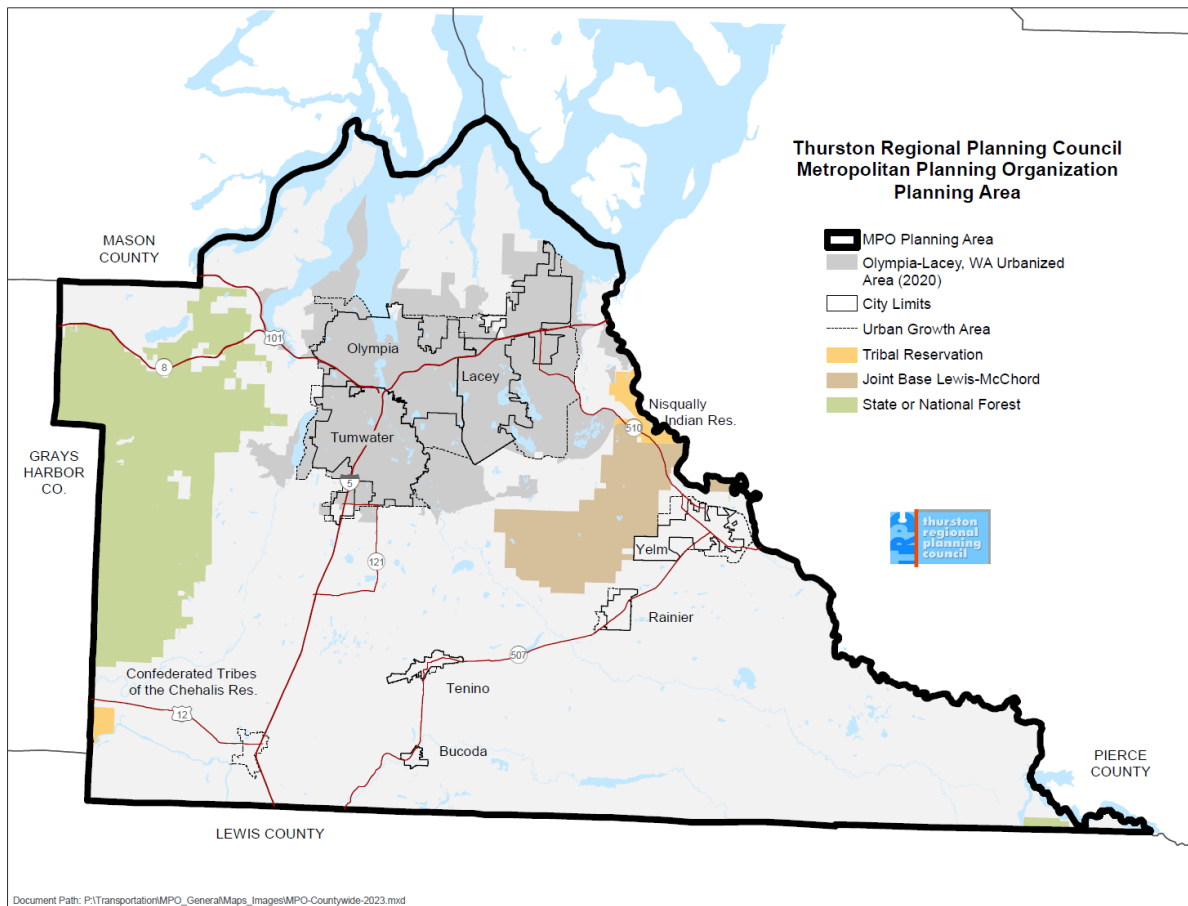 Thurston Regional Planning Council
Metropolitan Planning Organization
Planning Area
MPO Planning Area
Olympia-Lacey, WA Urbanized
Area (2020)
City Limits
Urban Growth Area
Tribal Reservation
Joint Base Lewis-McChord
State or National Forest
MASON
COUNTY
101
8
Olympia
Lacey
Nisqually
Indian Res.
510
Tumwater
GRAYS
HARBOR
CO.
5
TRPC
thurston
regional
planning
council
121
Yelm
Rainier
507
Confederated Tribes
of the Chehalis Res.
Tenino
12
Bucoda
PIERCE
COUNTY
LEWIS COUNTY
Document Path: P:\Transportation\MPO_General\Maps_Images\MPO-Countywide-2023.mxd